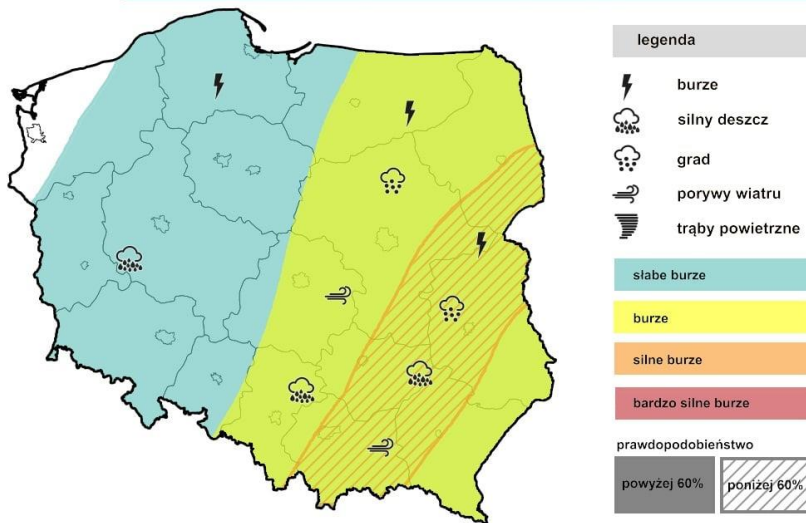 legenda
burze
silny deszcz
grad
porywy wiatru
trąby powietrzne
słabe burze
burze
silne burze
bardzo silne burze
prawdopodobieństwo
powyżej 60%
poniżej 60%